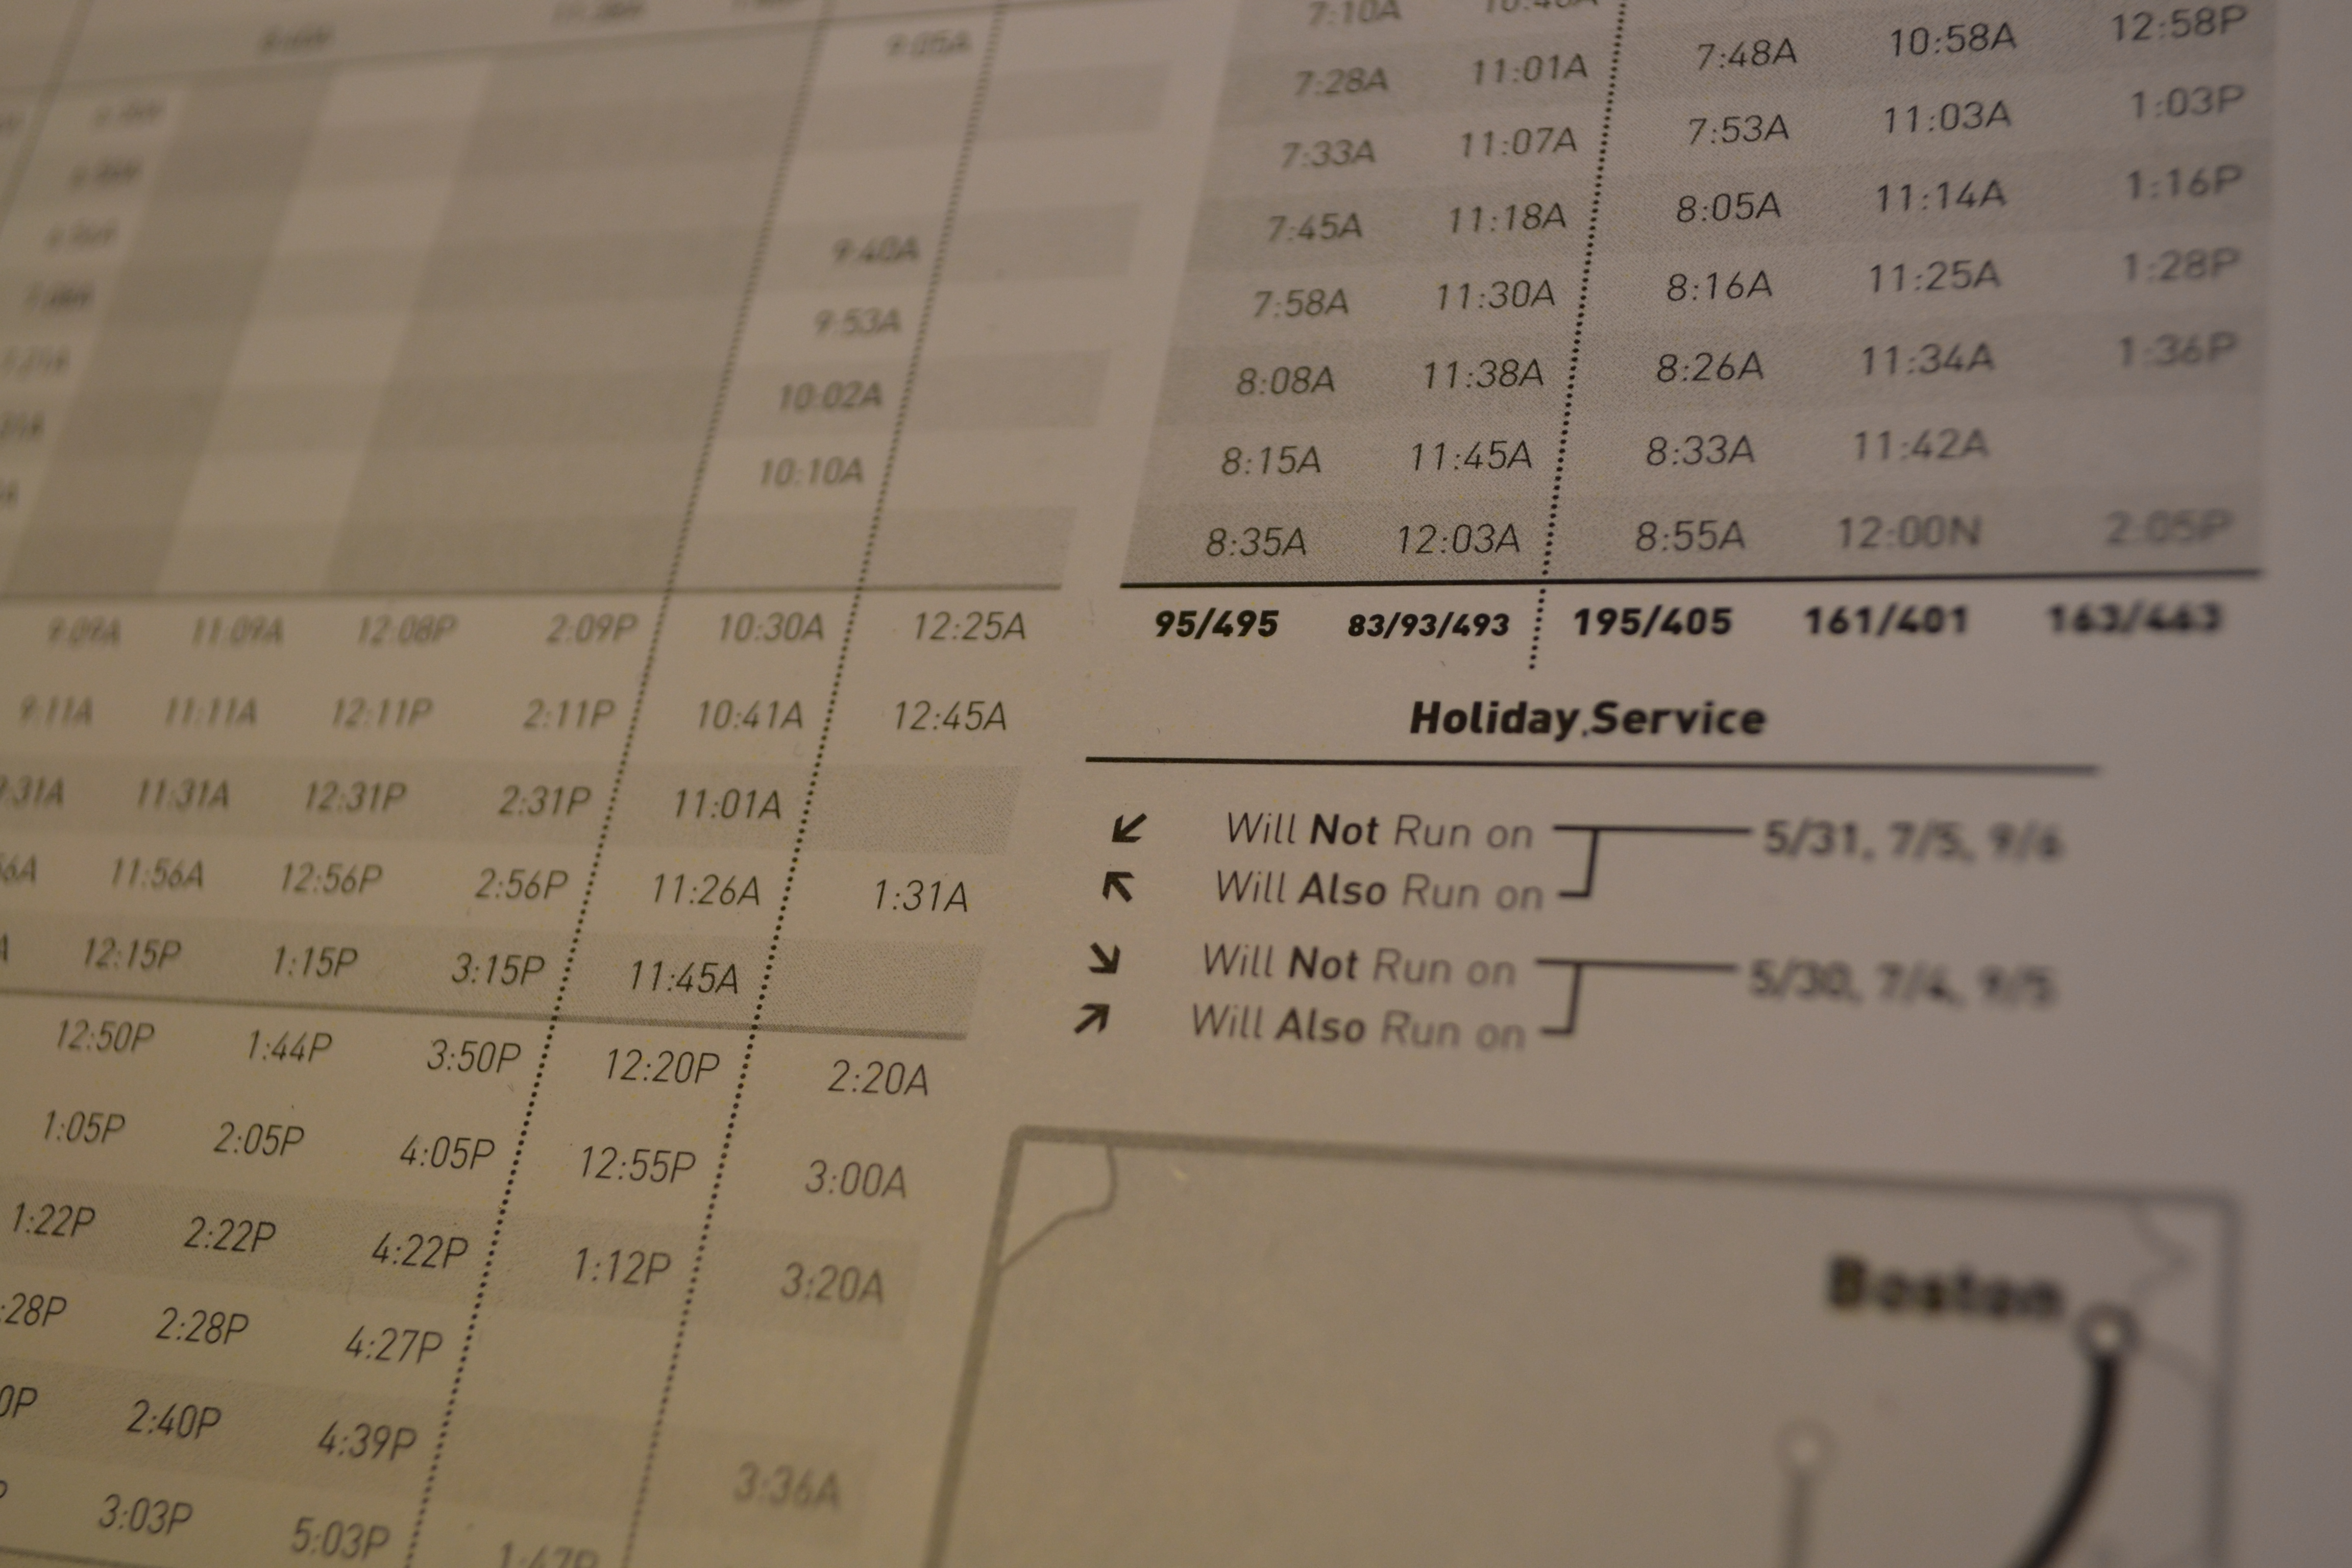 7:10A
7:28A 11:01A 7:48A 10:58A 12:58P
7:33A 11:07A 7:53A 11:03A 1:03P
7:45A 11:18A 8:05A 11:14A 1:16P
7:58A 11:30A 8:16A 11:25A 1:28P
8:08A 11:38A 8:26A 11:34A 1:36P
8:15A 11:45A 8:33A 11:42A
8:35A 12:03A 8:55A 12:00N 2:05P
95/495 83/93/493 195/405 161/401 163/463
9:05A
9:40A
9:53A
10:02A
10:10A
9:09A 11:09A 12:08P 2:09P 10:30A 12:25A
9:11A 11:11A 12:11P 2:11P 10:41A 12:45A
:31A 11:31A 12:31P 2:31P 11:01A
56A 11:56A 12:56P 2:56P 11:26A 1:31A
A 12:15P 1:15P 3:15P 11:45A
12:50P 1:44P 3:50P 12:20P 2:20A
1:05P 2:05P 4:05P 12:55P 3:00A
1:22P 2:22P 4:22P 1:12P 3:20A
:28P 2:28P 4:27P
0P 2:40P 4:39P 3:36A
3:03P 5:03P 1:47P
Holiday Service
↙ Will Not Run on 5/31, 7/5, 9/6
↖ Will Also Run on
↘ Will Not Run on 5/30, 7/4, 9/5
↗ Will Also Run on
Boston